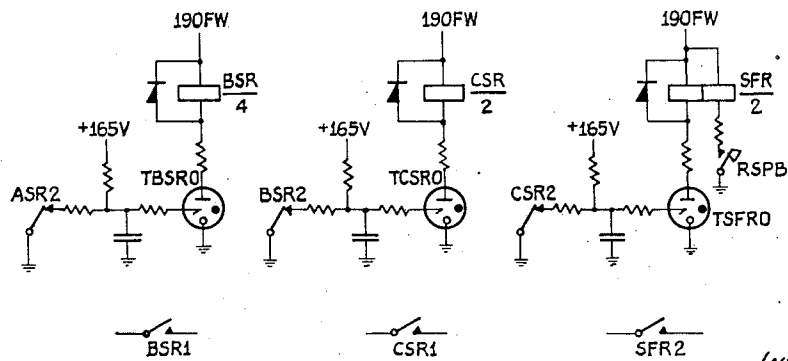 190FW
190FW
190FW
BSR
4
CSR
2
SFR
2
+165V
+165V
+165V
TBSRO
TCSRO
RSPB
ASR2
BSR2
CSR2
TSFRO
BSR1
CSR1
SFR2